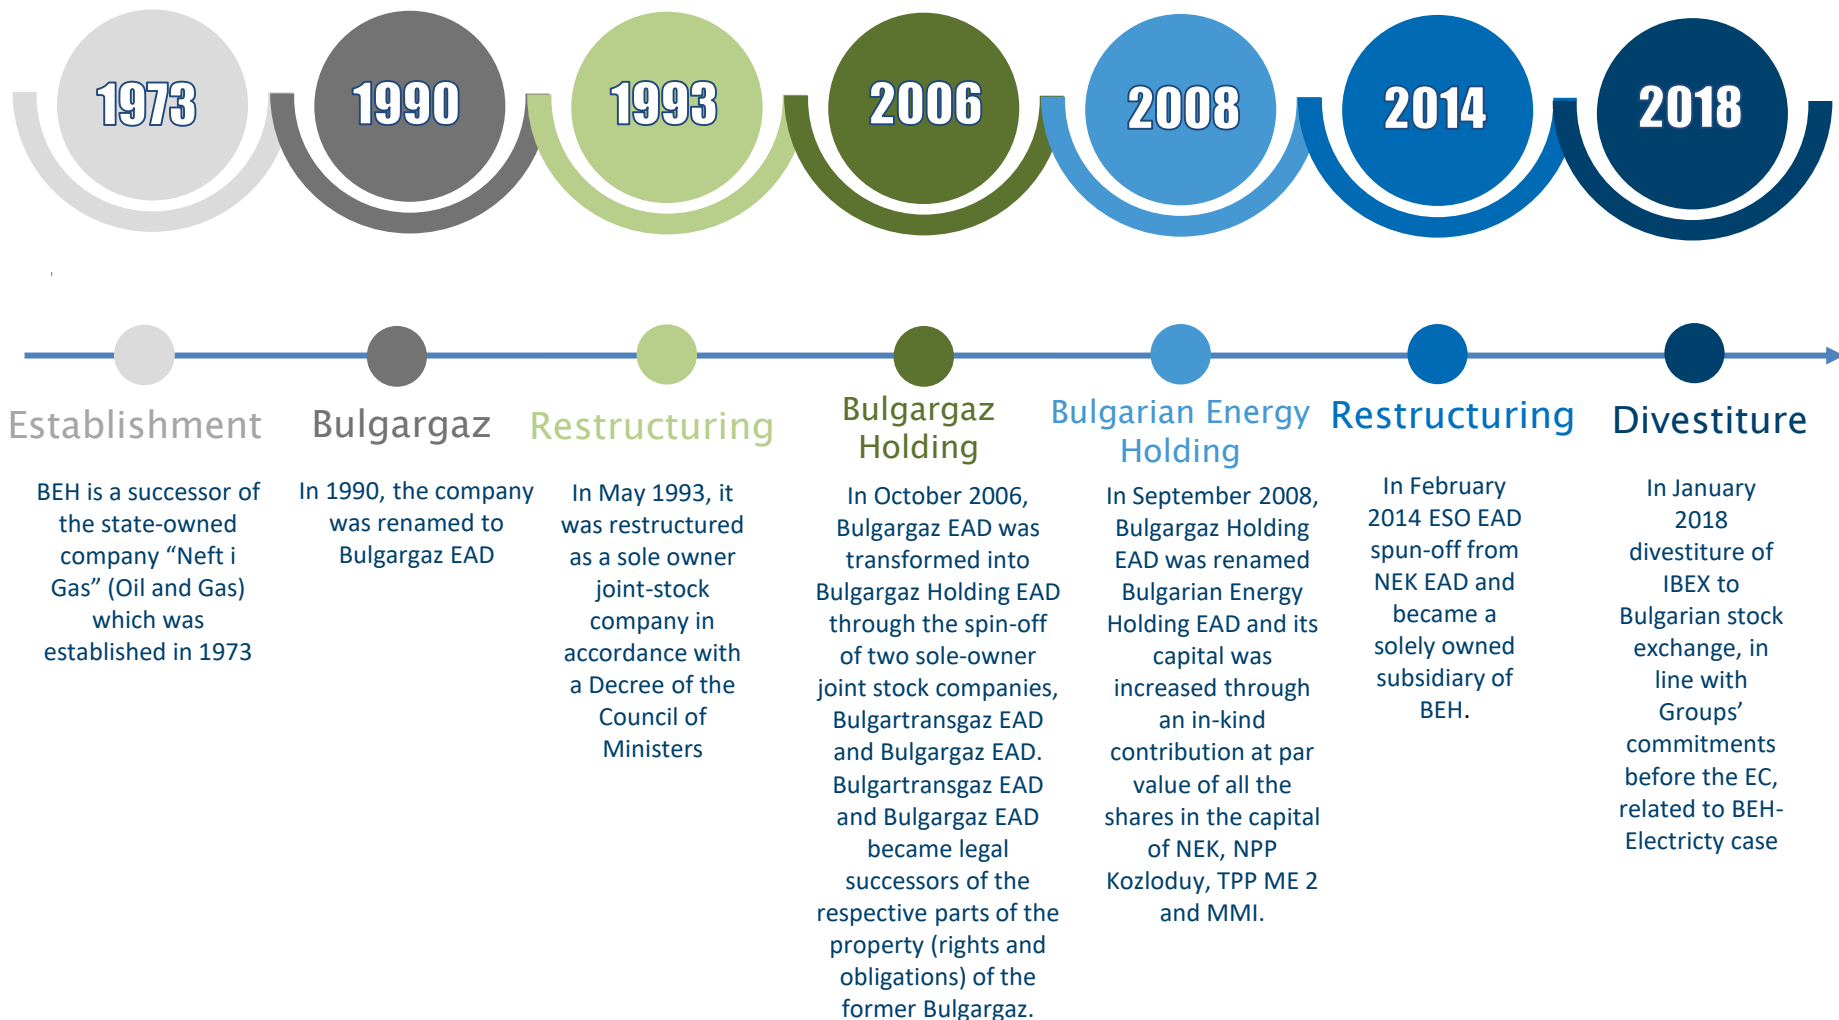 1973
1990
1993
2006
2008
2014
2018
Establishment
BEH is a successor of
the state-owned
company “Neft i
Gas” (Oil and Gas)
which was
established in 1973
Bulgargaz
In 1990, the company
was renamed to
Bulgargaz EAD
Restructuring
In May 1993, it
was restructured
as a sole owner
joint-stock
company in
accordance with
a Decree of the
Council of
Ministers
Bulgargaz
Holding
In October 2006,
Bulgargaz EAD was
transformed into
Bulgargaz Holding EAD
through the spin-off
of two sole-owner
joint stock companies,
Bulgartransgaz EAD
and Bulgargaz EAD.
Bulgartransgaz EAD
and Bulgargaz EAD
became legal
successors of the
respective parts of the
property (rights and
obligations) of the
former Bulgargaz.
Bulgarian Energy
Holding
In September 2008,
Bulgargaz Holding
EAD was renamed
Bulgarian Energy
Holding EAD and its
capital was
increased through
an in-kind
contribution at par
value of all the
shares in the capital
of NEK, NPP
Kozloduy, TPP ME 2
and MMI.
Restructuring
In February
2014 ESO EAD
spun-off from
NEK EAD and
became a
solely owned
subsidiary of
BEH.
Divestiture
In January
2018
divestiture of
IBEX to
Bulgarian stock
exchange, in
line with
Groups’
commitments
before the EC,
related to BEH-
Electricty case